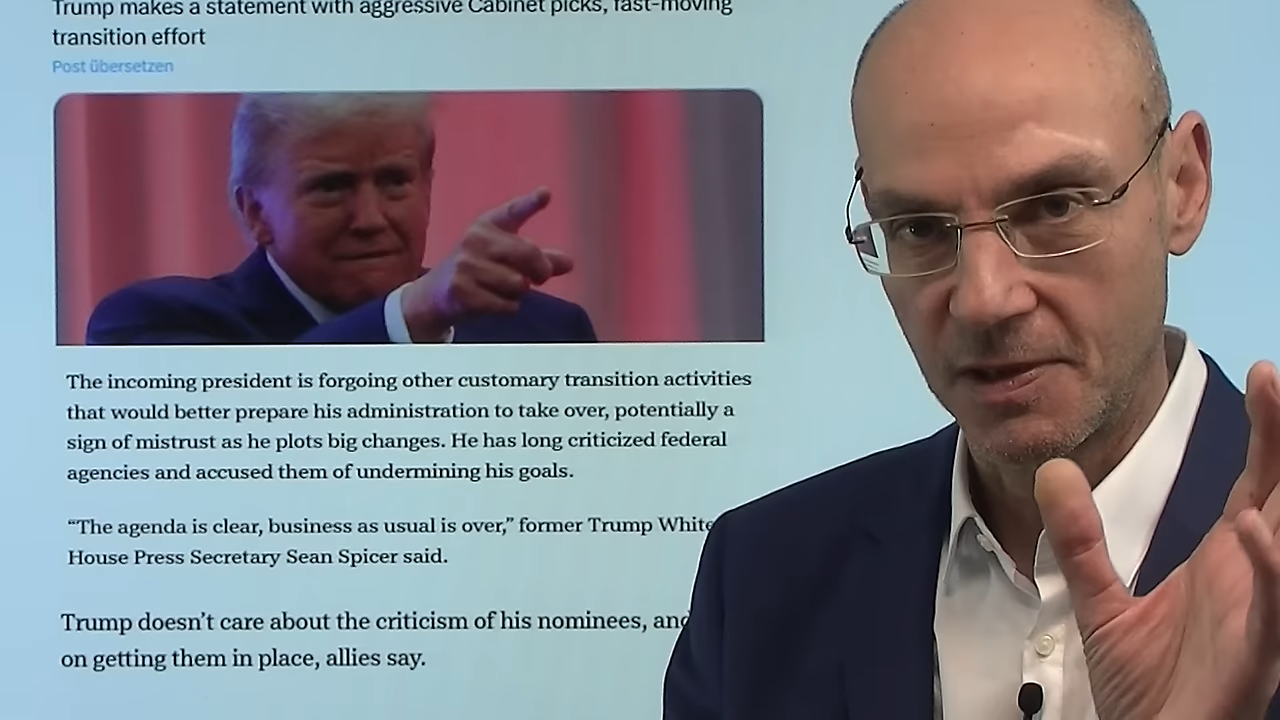 Trump makes a statement with aggressive Cabinet picks, fast-moving
transition effort
Post übersetzen
The incoming president is forgoing other customary transition activities
that would better prepare his administration to take over, potentially a
sign of mistrust as he plots big changes. He has long criticized federal
agencies and accused them of undermining his goals.
“The agenda is clear, business as usual is over,” former Trump White
House Press Secretary Sean Spicer said.
Trump doesn’t care about the criticism of his nominees, and
on getting them in place, allies say.